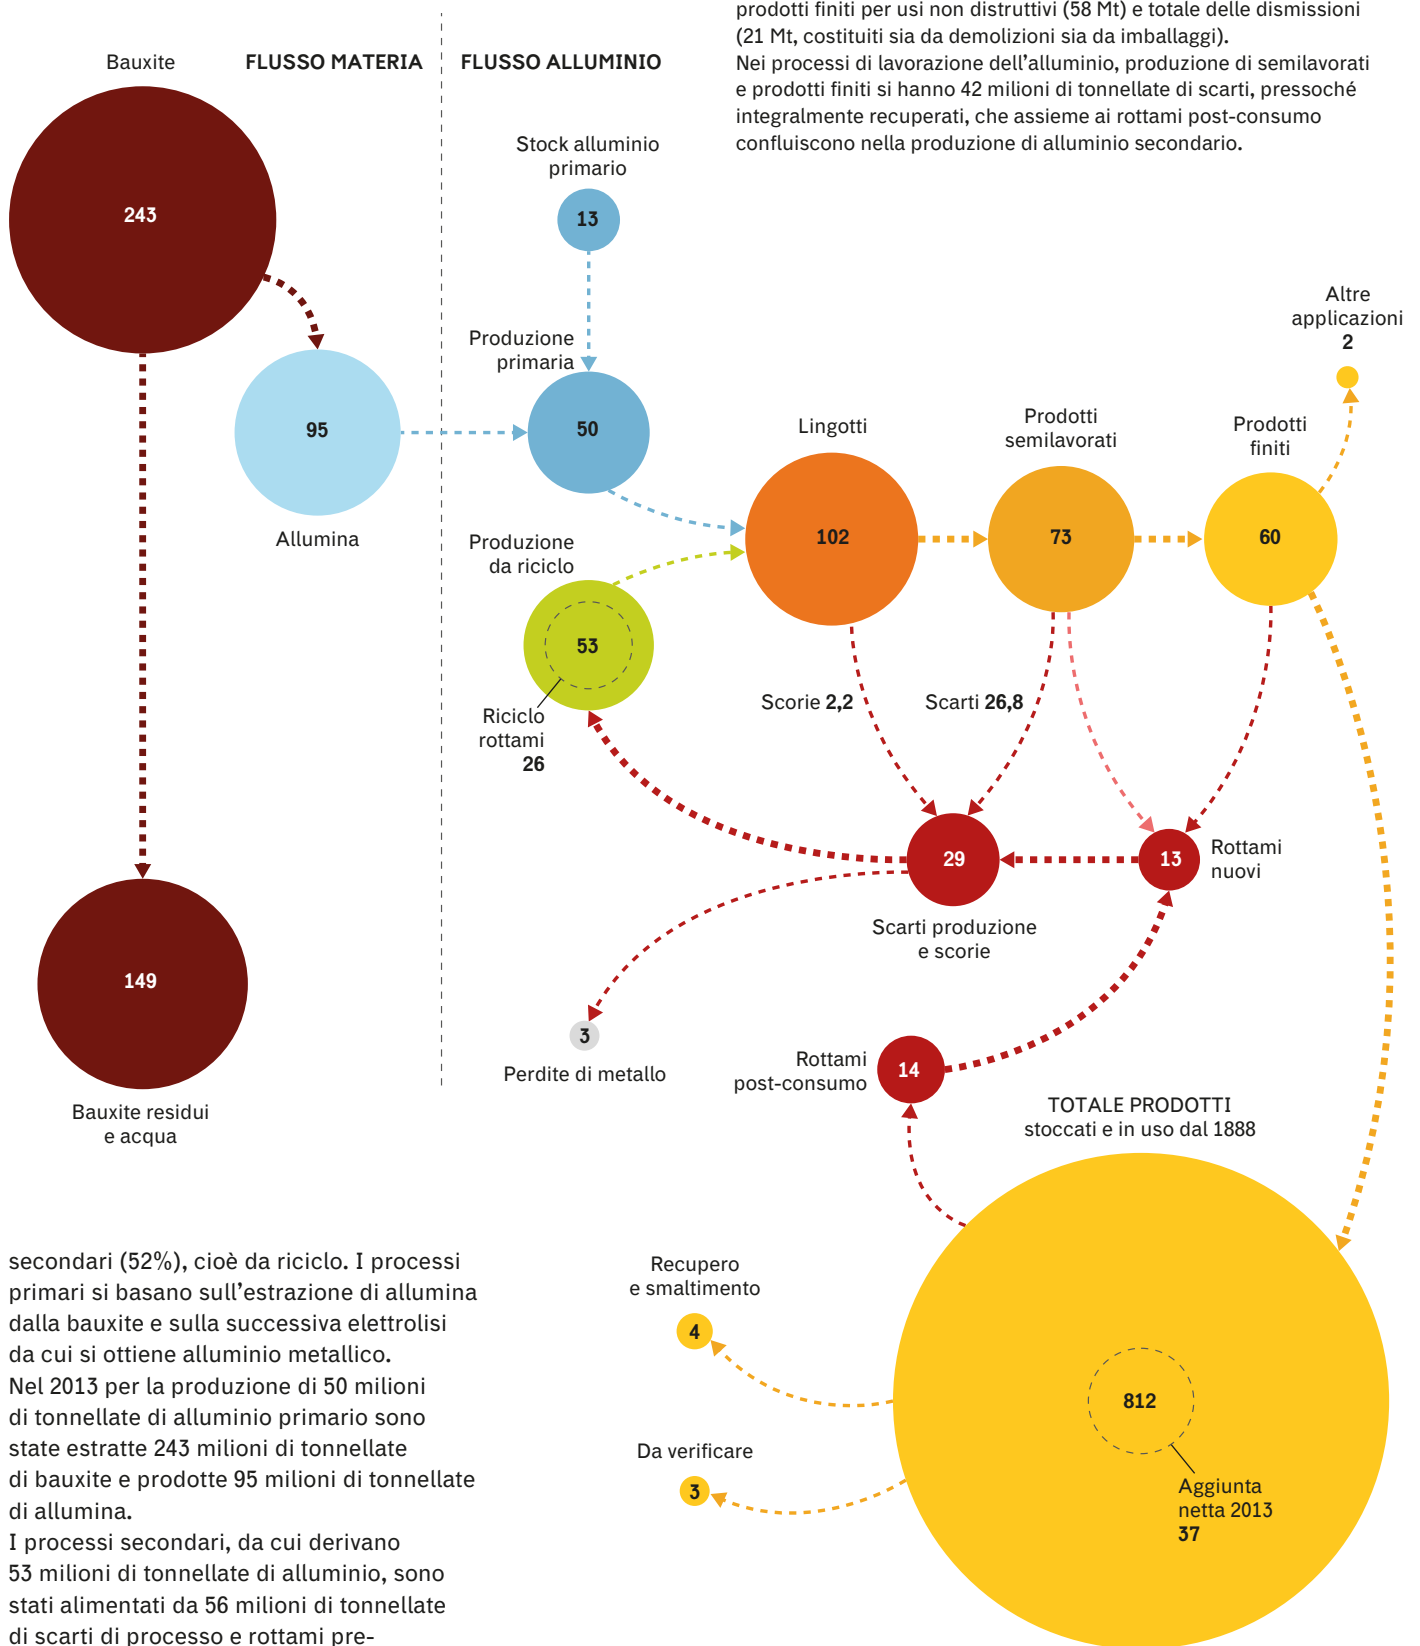 prodotti finiti per usi non distruttivi (58 Mt) e totale delle dismissioni
(21 Mt, costituiti sia da demolizioni sia da imballaggi).
Nei processi di lavorazione dell'alluminio, produzione di semilavorati
e prodotti finiti si hanno 42 milioni di tonnellate di scarti, pressoché
integralmente recuperati, che assieme ai rottami post-consumo
confluiscono nella produzione di alluminio secondario.
FLUSSO MATERIA
FLUSSO ALLUMINIO
Bauxite
243
Stock alluminio
primario
13
Produzione
primaria
50
95
Allumina
Altre
applicazioni
2
Lingotti
102
Prodotti
semilavorati
73
Prodotti
finiti
60
Produzione
da riciclo
53
Riciclo
rottami
26
Scorie 2,2
Scarti 26,8
29
Scarti produzione
e scorie
13
Rottami
nuovi
149
Bauxite residui
e acqua
3
Perdite di metallo
Rottami
post-consumo
14
TOTALE PRODOTTI
stoccati e in uso dal 1888
812
Aggiunta
netta 2013
37
Recupero
e smaltimento
4
Da verificare
3
secondari (52%), cioè da riciclo. I processi
primari si basano sull'estrazione di allumina
dalla bauxite e sulla successiva elettrolisi
da cui si ottiene alluminio metallico.
Nel 2013 per la produzione di 50 milioni
di tonnellate di alluminio primario sono
state estratte 243 milioni di tonnellate
di bauxite e prodotte 95 milioni di tonnellate
di allumina.
I processi secondari, da cui derivano
53 milioni di tonnellate di alluminio, sono
stati alimentati da 56 milioni di tonnellate
di scarti di processo e rottami pre-